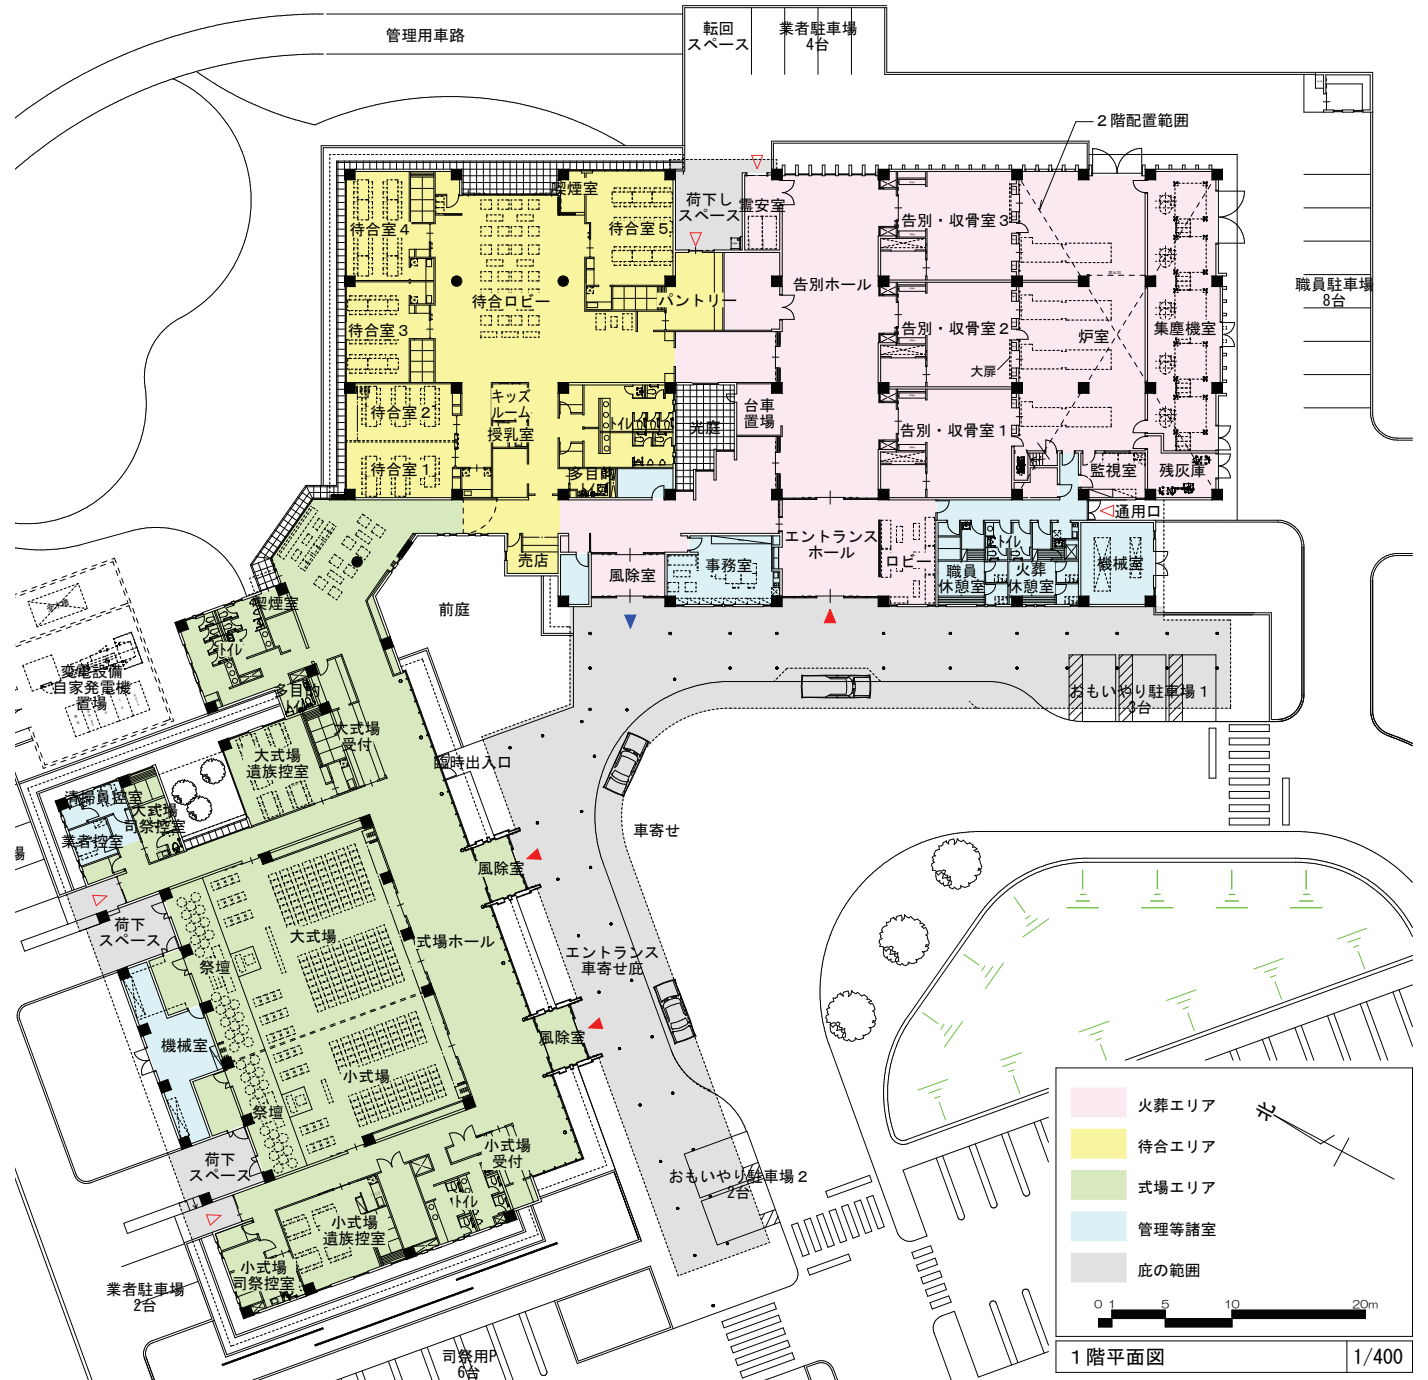 管理用車路
転回
スペース
業者駐車場
4台
2階配置範囲
喫煙室
荷下し
スペース
霊安室
待合室4
待合室5
告別・収骨室3
職員駐車場
8台
待合ロビー
パントリー
告別ホール
待合室3
告別・収骨室2
炉室
集塵機室
大扉
キッズ
ルーム
授乳室
待合室2
トイレ
光庭
台車
置場
告別・収骨室1
待合室1
多目的
トイレ
監視室
残灰庫
通用口
売店
風除室
事務室
エントランス
ホール
ロビー
トイレ
職員
休憩室
火葬
休憩室
機械室
前庭
喫煙室
トイレ
変電設備
自家発電機
置場
多目的
トイレ
大式場
受付
おもいやり駐車場1
3台
大式場
遺族控室
臨時出入口
清掃員控室
大式場
司祭控室
業者控室
車寄せ
場
風除室
荷下
スペース
大式場
式場ホール
祭壇
エントランス
車寄せ庇
機械室
風除室
小式場
祭壇
荷下
スペース
小式場
受付
おもいやり駐車場2
2台
トイレ
小式場
遺族控室
小式場
司祭控室
業者駐車場
2台
司祭用P
6台
火葬エリア
北
待合エリア
式場エリア
管理等諸室
庇の範囲
0 1 5 10 20m
1階平面図
1/400